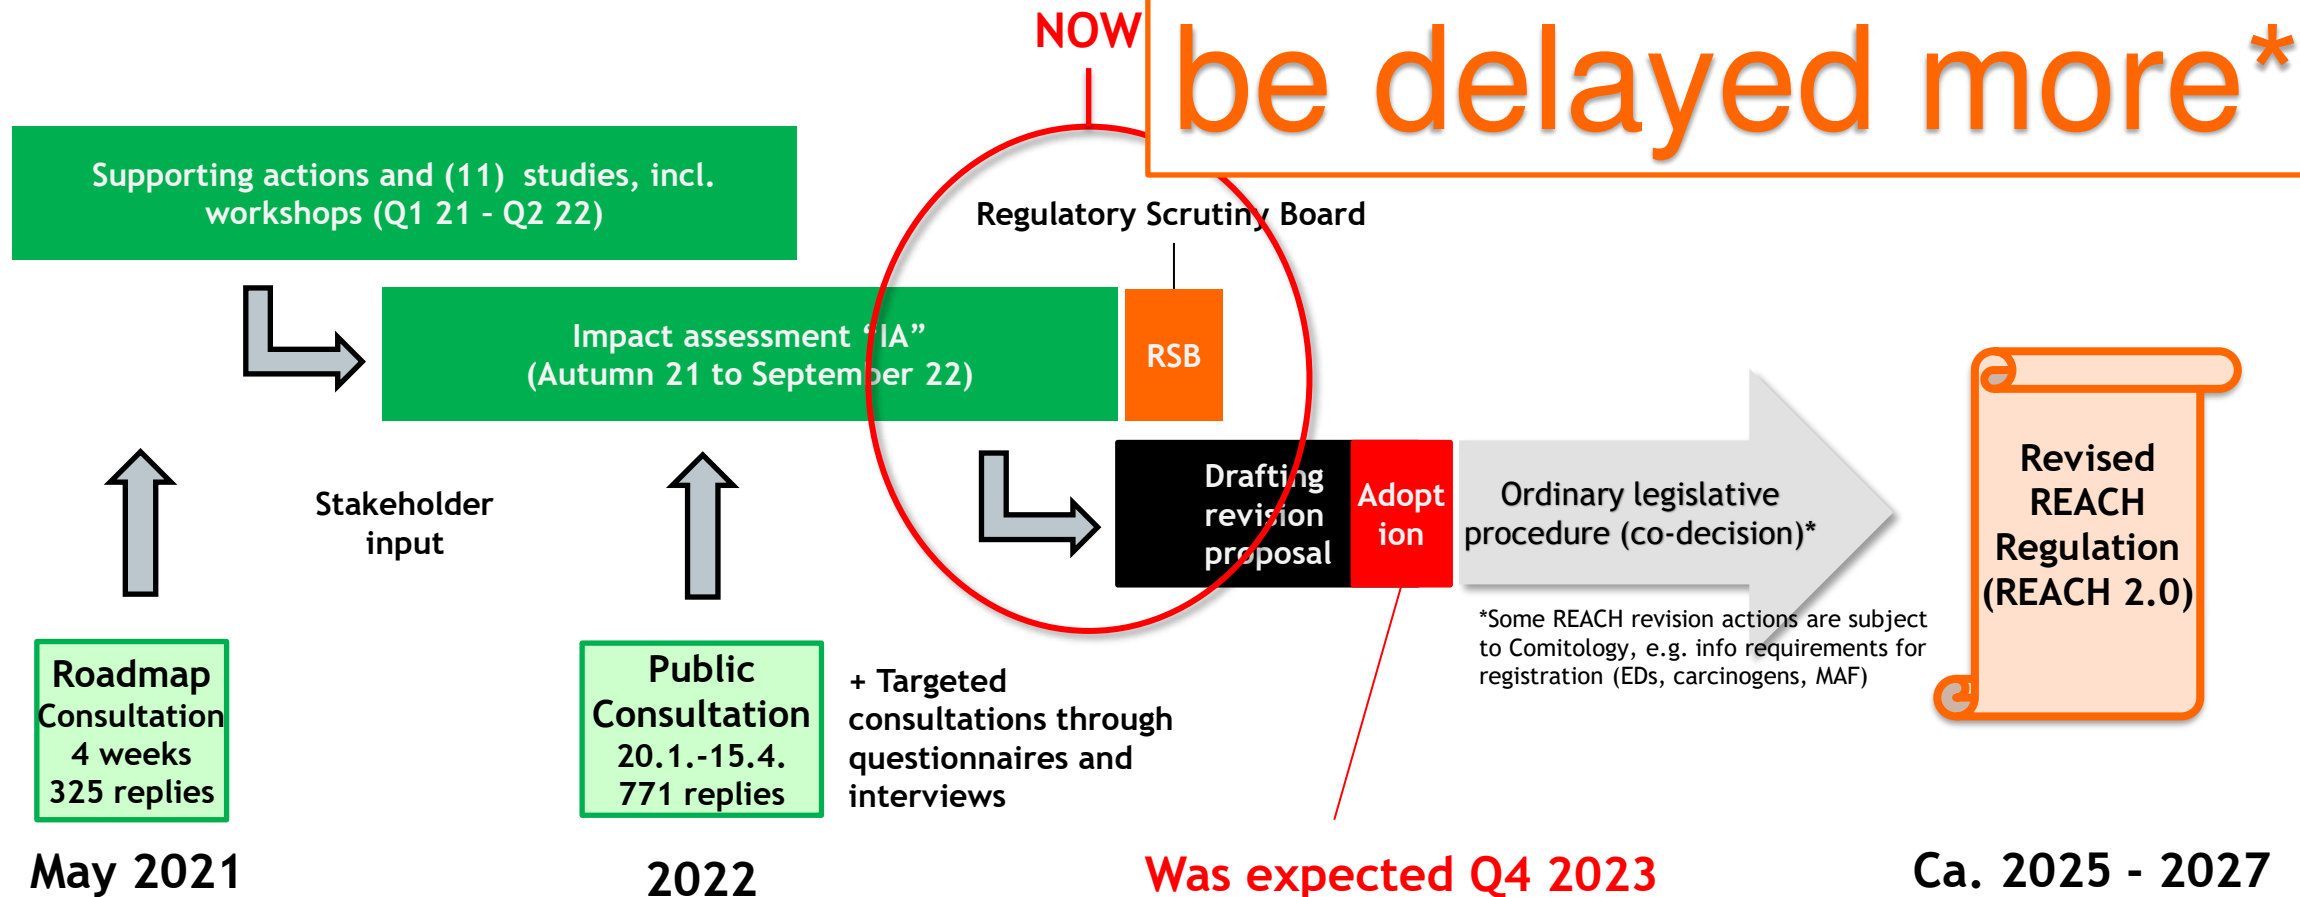 NOW
be delayed more*
Supporting actions and (11) studies, incl.
workshops (Q1 21 – Q2 22)
Regulatory Scrutiny Board
Impact assessment “IA”
(Autumn 21 to September 22)
RSB
Stakeholder
input
Drafting
revision
proposal
Adopt
ion
Ordinary legislative
procedure (co-decision)*
*Some REACH revision actions are subject
to Comitology, e.g. info requirements for
registration (EDs, carcinogens, MAF)
Revised
REACH
Regulation
(REACH 2.0)
Roadmap
Consultation
4 weeks
325 replies
Public
Consultation
20.1.-15.4.
771 replies
+ Targeted
consultations through
questionnaires and
interviews
May 2021
2022
Was expected Q4 2023
Ca. 2025 - 2027